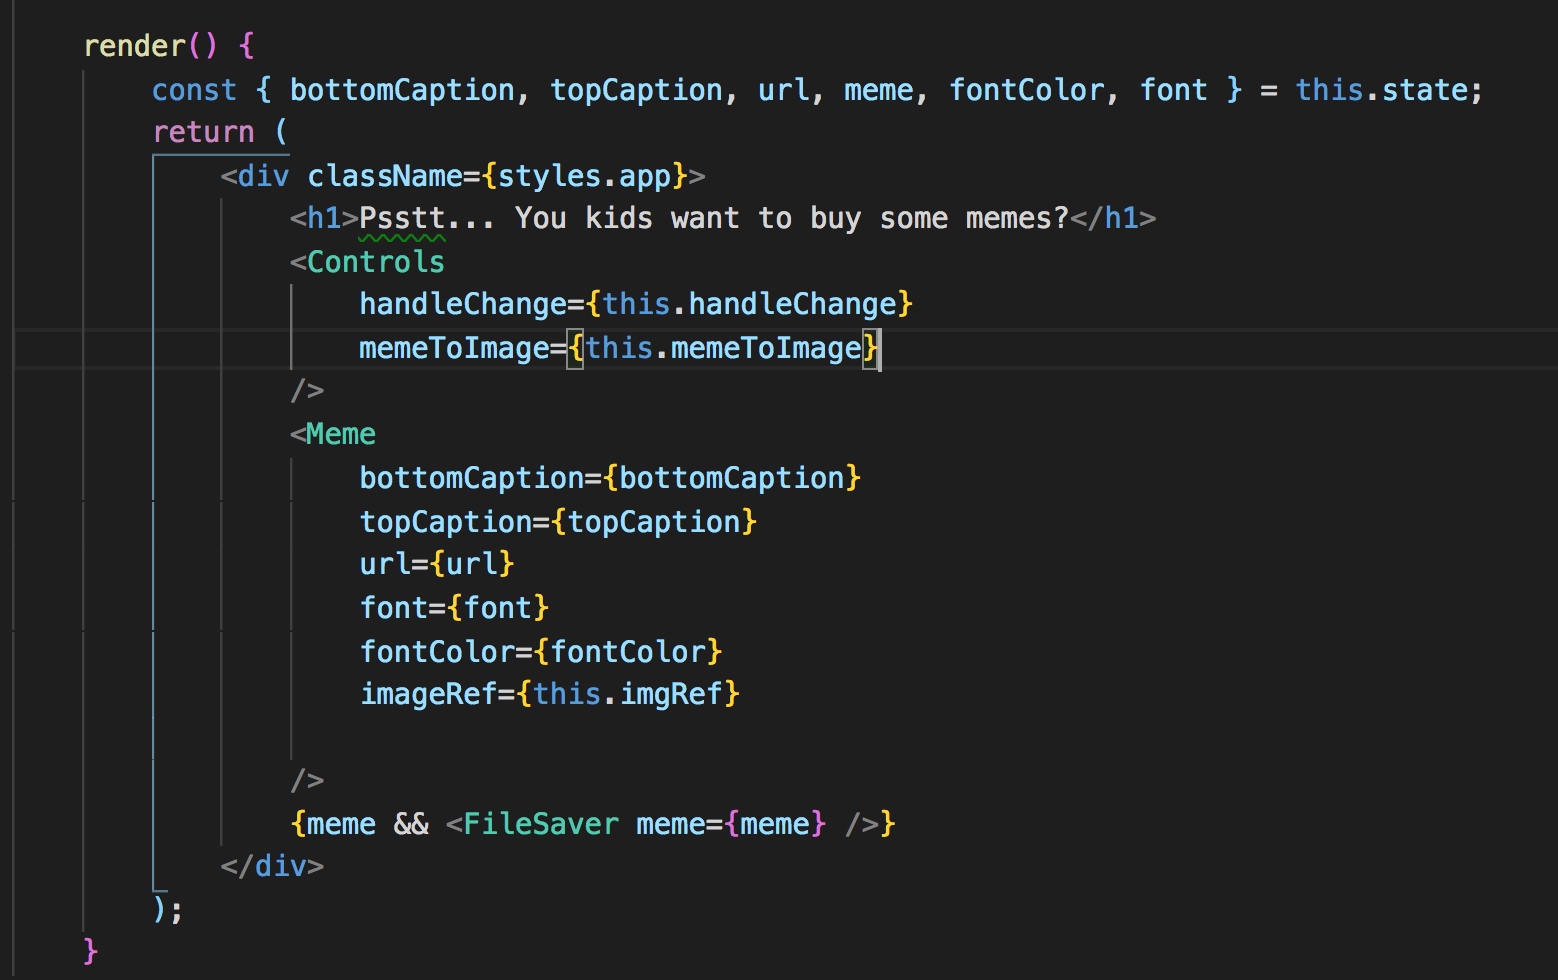 render() {
const { bottomCaption, topCaption, url, meme, fontColor, font } = this.state;
return (
<div className={styles.app}>
<h1>Psstt... You kids want to buy some memes?</h1>
<Controls
handleChange={this.handleChange}
memeToImage={this.memeToImage}
/>
<Meme
bottomCaption={bottomCaption}
topCaption={topCaption}
url={url}
font={font}
fontColor={fontColor}
imageRef={this.imgRef}
/>
{meme && <FileSaver meme={meme} />}
</div>
);
}